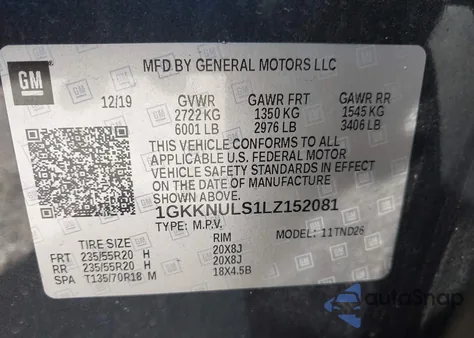 GM
MFD BY GENERAL MOTORS LLC
12/19 GVWR GAWR FRT GAWR RR
2722 KG 1350 KG 1545 KG
6001 LB 2976 LB 3406 LB
THIS VEHICLE CONFORMS TO ALL
APPLICABLE U.S. FEDERAL MOTOR
VEHICLE SAFETY STANDARDS IN EFFECT
ON THE DATE OF MANUFACTURE
SHOWN ABOVE.
1GKKNULS1LZ152081
TYPE: M.P.V. MODEL: 11TND26
TIRE SIZE RIM
FRT 235/55R20 H 20X8J
RR 235/55R20 H 20X8J
SPA T135/70R18 M 18X4.5B
AutoSnap